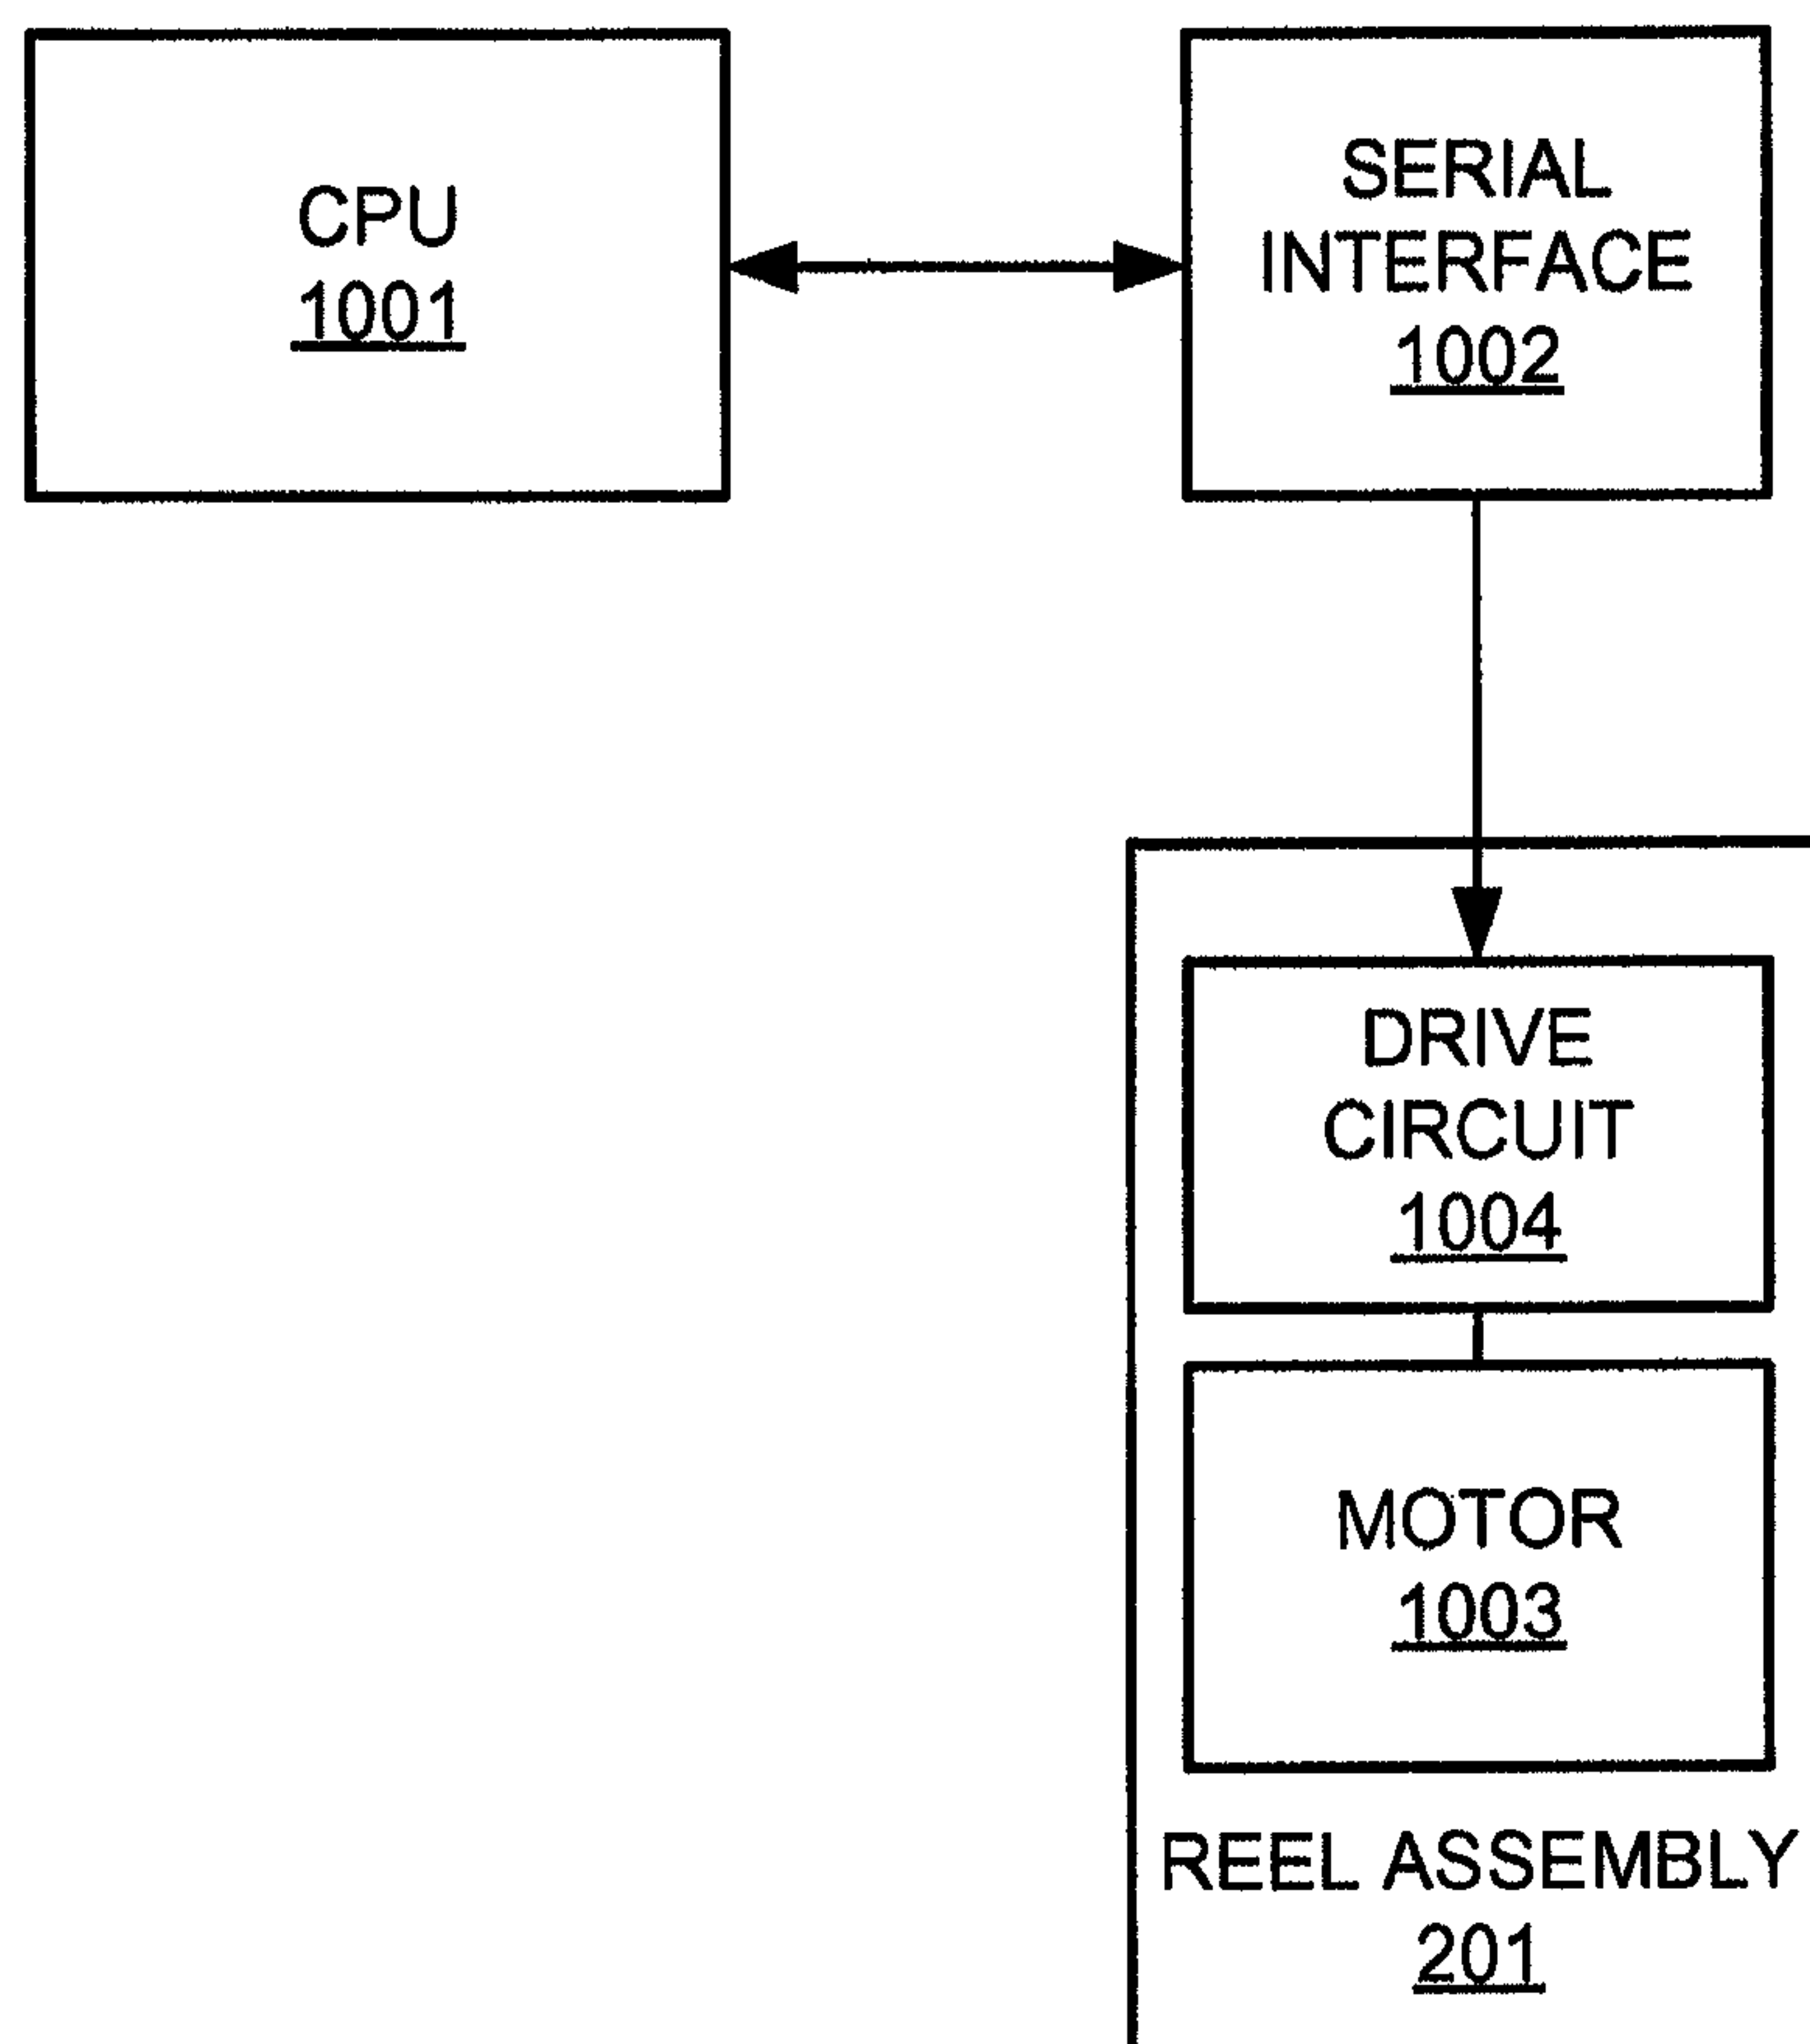 CPU
1001
SERIAL
INTERFACE
1002
DRIVE
CIRCUIT
1004
MOTOR
1003
REEL ASSEMBLY
201